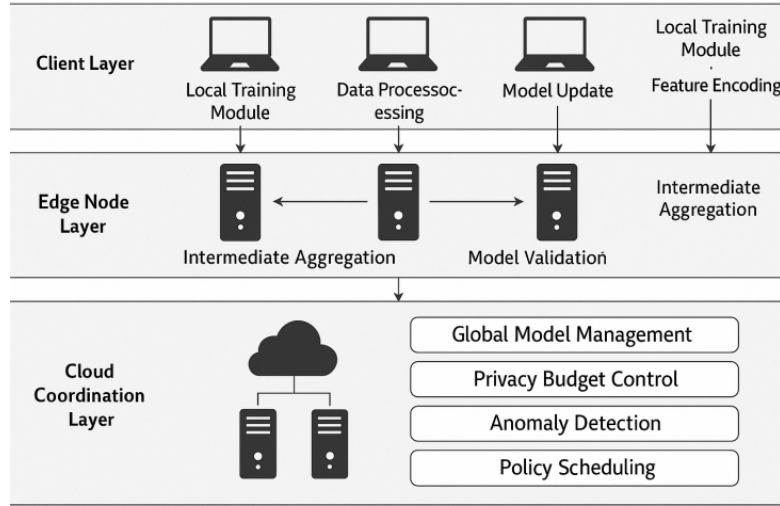 Client Layer
Local Training
Module
Data Processoc-
essing
Model Update
Local Training
Module
·
Feature Encoding
Edge Node
Layer
Intermediate Aggregation
Model Validation
Intermediate
Aggregation
Cloud
Coordination
Layer
Global Model Management
Privacy Budget Control
Anomaly Detection
Policy Scheduling